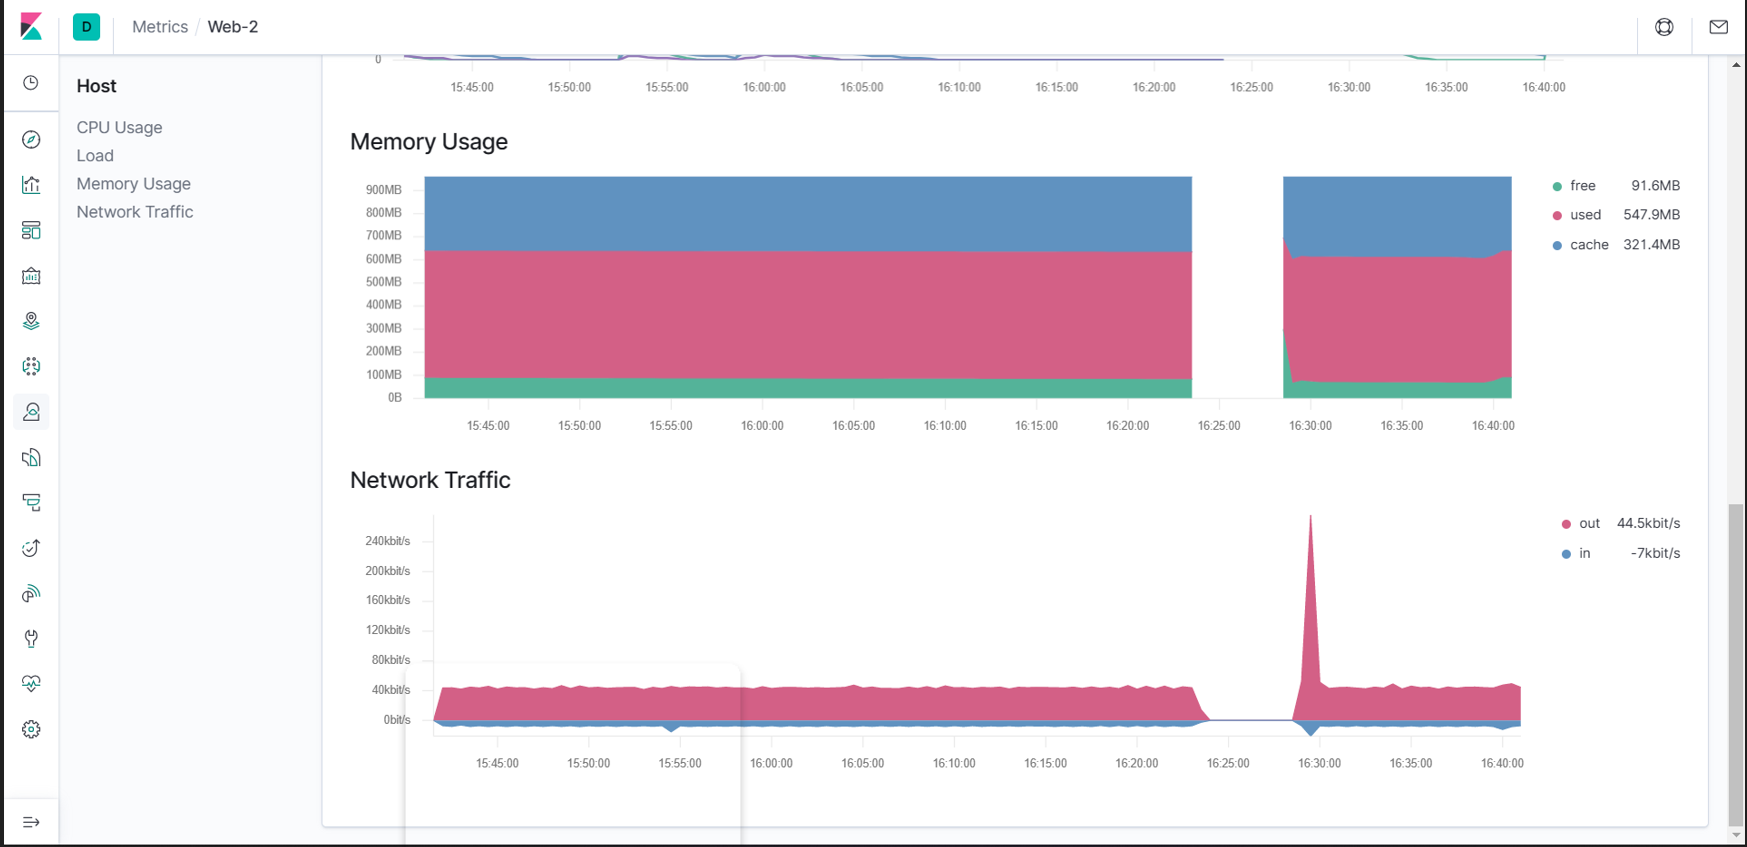 D Metrics / Web-2
Host
CPU Usage
Load
Memory Usage
Network Traffic
0
15:45:00 15:50:00 15:55:00 16:00:00 16:05:00 16:10:00 16:15:00 16:20:00 16:25:00 16:30:00 16:35:00 16:40:00
Memory Usage
900MB
800MB
700MB
600MB
500MB
400MB
300MB
200MB
100MB
0B
free 91.6MB
used 547.9MB
cache 321.4MB
15:45:00 15:50:00 15:55:00 16:00:00 16:05:00 16:10:00 16:15:00 16:20:00 16:25:00 16:30:00 16:35:00 16:40:00
Network Traffic
240kbit/s
200kbit/s
160kbit/s
120kbit/s
80kbit/s
40kbit/s
0bit/s
out 44.5kbit/s
in -7kbit/s
15:45:00 15:50:00 15:55:00 16:00:00 16:05:00 16:10:00 16:15:00 16:20:00 16:25:00 16:30:00 16:35:00 16:40:00